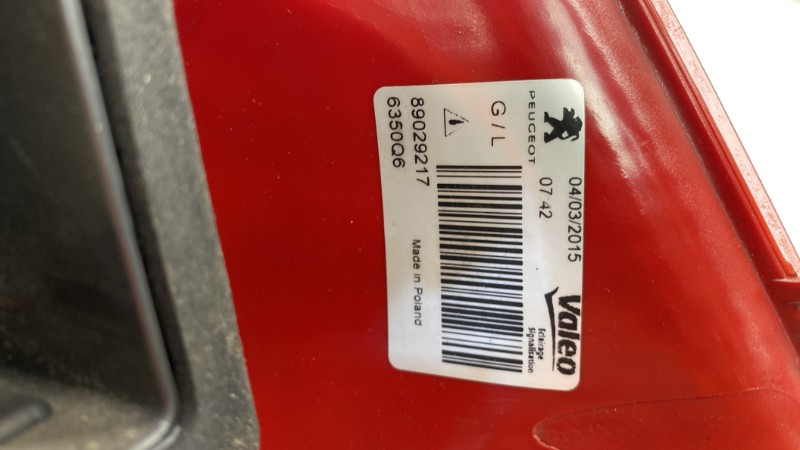 PEUGEOT
04/03/2015
07:42
Valeo
Eclairage
Signalisation
G / L
Made in Poland
89029217
6350Q6